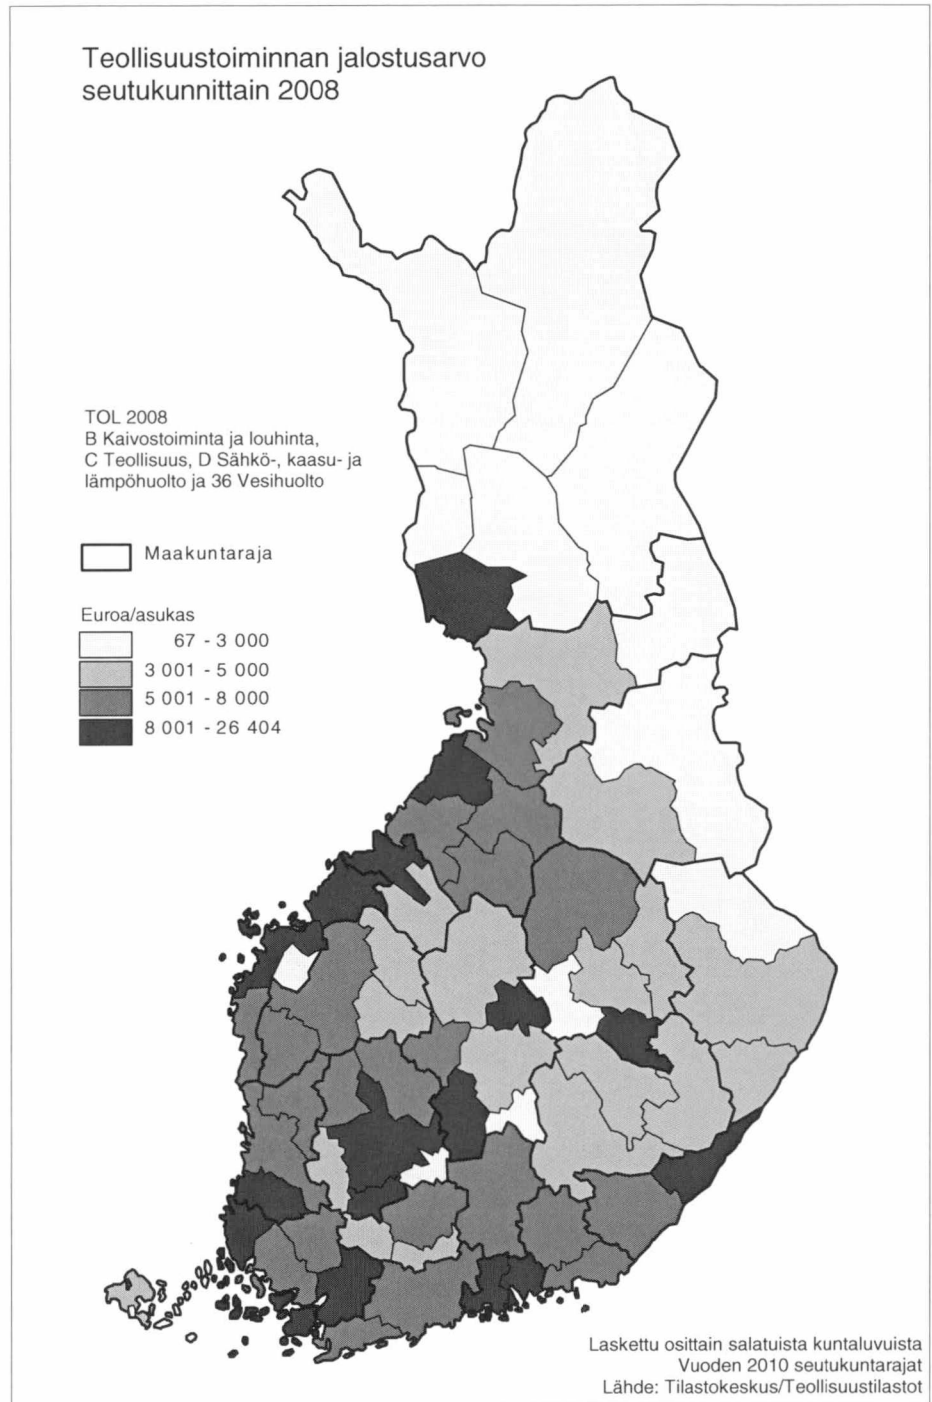 Teollisuustoiminnan jalostusarvo
seutukunnittain 2008
TOL 2008
B Kaivostoiminta ja louhinta,
C Teollisuus, D Sähkö-, kaasu- ja
lämpöhuolto ja 36 Vesihuolto
Maakuntaraja
Euroa/asukas
67 - 3 000
3 001 - 5 000
5 001 - 8 000
8 001 - 26 404
Laskettu osittain salatuista kuntaluvuista
Vuoden 2010 seutukuntarajat
Lähde: Tilastokeskus/Teollisuustilastot